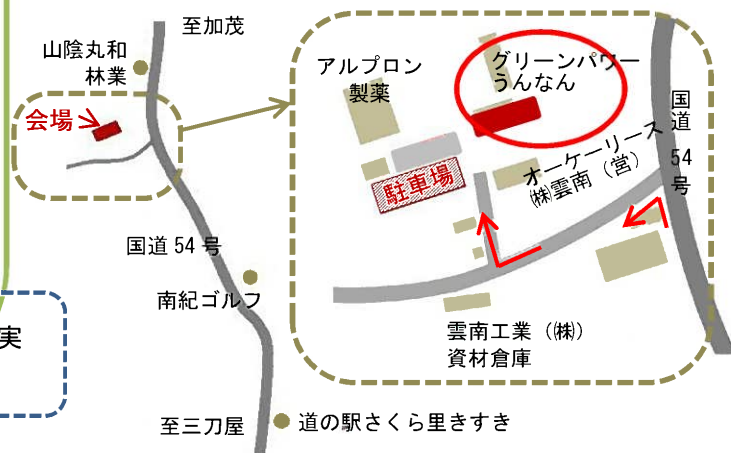 至加茂
山陰丸和
林業
会場
国道54号
南紀ゴルフ
至三刀屋
道の駅さくら里きすき
実
アルプロン
製薬
グリーンパワー
うんなん
国道
54
号
オーケーリース
㈱雲南（営）
駐車場
雲南工業（㈱）
資材倉庫